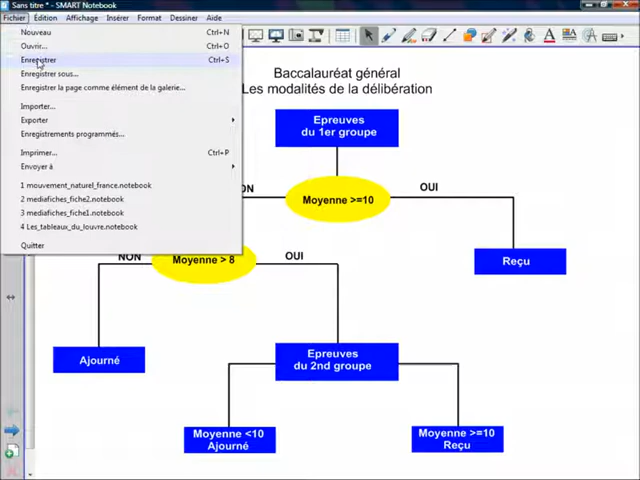 Sans titre * - SMART Notebook
Fichier Édition Affichage Insérer Format Dessiner Aide
Nouveau Ctrl+N
Ouvrir... Ctrl+O
Enregistrer Ctrl+S
Enregistrer sous...
Enregistrer la page comme élément de la galerie...
Importer...
Exporter
Enregistrements programmés...
Imprimer... Ctrl+P
Envoyer à
1 mouvement_naturel_france.notebook
2 mediafiches_fiche2.notebook
3 mediafiches_fiche1.notebook
4 Les_tableaux_du_louvre.notebook
Quitter
Baccalauréat général
Les modalités de la délibération
Epreuves
du 1er groupe
ON
Moyenne >=10
OUI
Reçu
NON
Moyenne > 8
OUI
Ajourné
Epreuves
du 2nd groupe
Moyenne <10
Ajourné
Moyenne >=10
Reçu